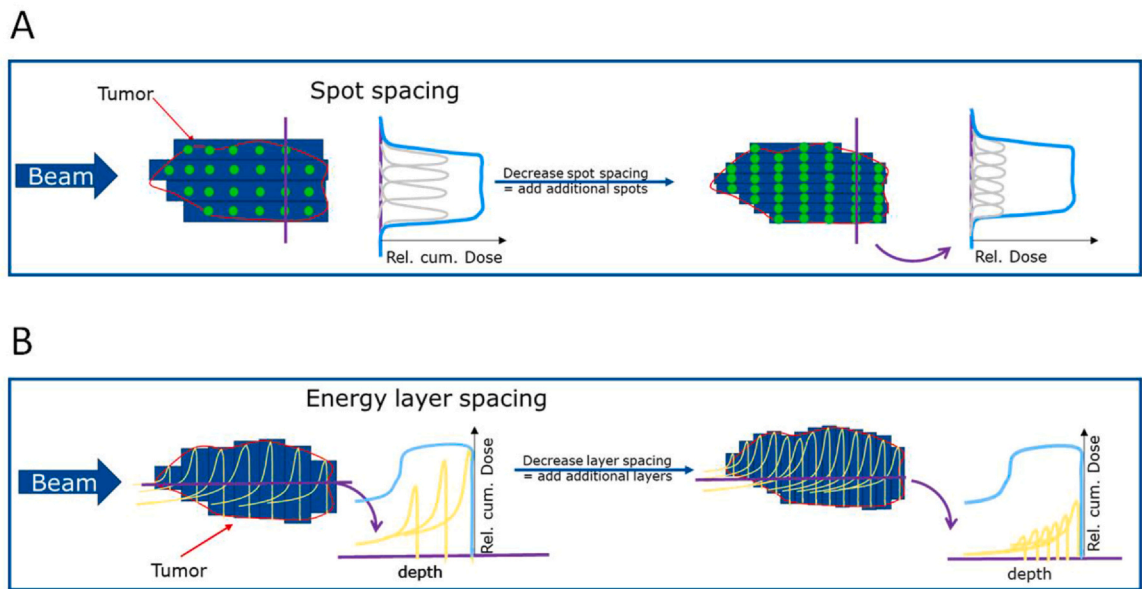 A
Spot spacing
Tumor
Beam
Decrease spot spacing
= add additional spots
Rel. cum. Dose
Rel. Dose
B
Energy layer spacing
Beam
Decrease layer spacing
= add additional layers
Rel. cum. Dose
Rel. cum. Dose
Tumor
depth
depth